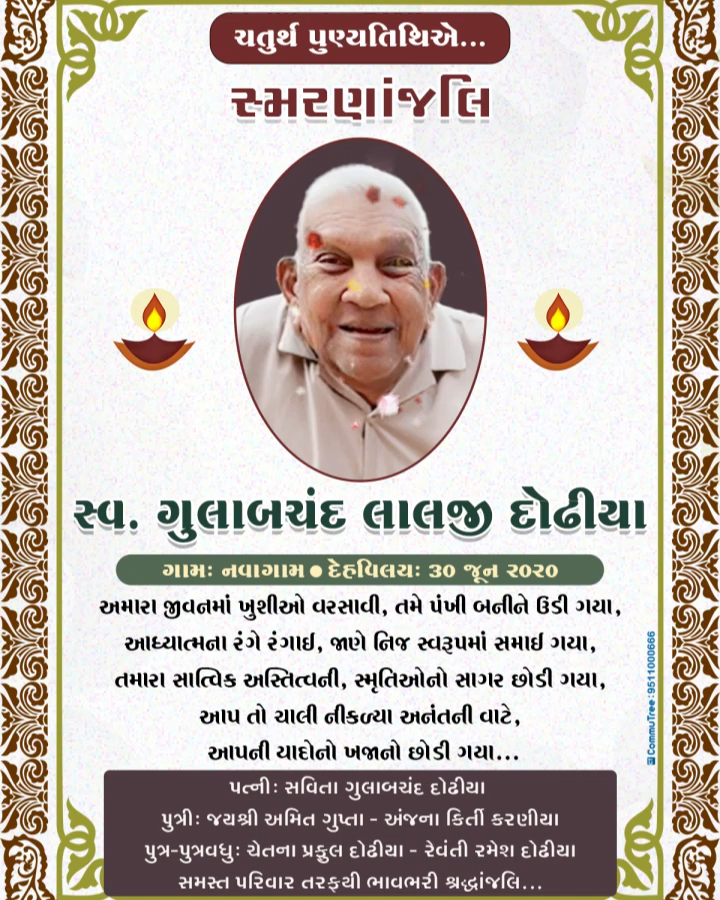 ચતુર્થ પુણ્યતિથિએ...
સ્મરણાંજલિ
સ્વ. ગુલાબચંદ લાલજી દોઢીયા
ગામઃ નવાગામ ● દેહવિલયઃ ૩૦ જૂન ૨૦૨૦
અમારા જીવનમાં ખુશીઓ વરસાવી, તમે પંખી બનીને ઉડી ગયા,
આધ્યાત્મના રંગે રંગાઈ, જાણે નિજ સ્વરૂપમાં સમાઈ ગયા,
તમારા સાત્વિક અસ્તિત્વની, સ્મૃતિઓનો સાગર છોડી ગયા,
આપ તો ચાલી નીકળ્યા અનંતની વાટે,
આપની યાદોનો ખજાનો છોડી ગયા...
પત્નીઃ સવિતા ગુલાબચંદ દોઢીયા
પુત્રીઃ જયશ્રી અમિત ગુપ્તા - અંજના કિર્તી કરણીયા
પુત્ર-પુત્રવધુઃ ચેતના પ્રફુલ દોઢીયા - રેવંતી રમેશ દોઢીયા
સમસ્ત પરિવાર તરફથી ભાવભરી શ્રદ્ધાંજલિ...
CommuTree:9511000666